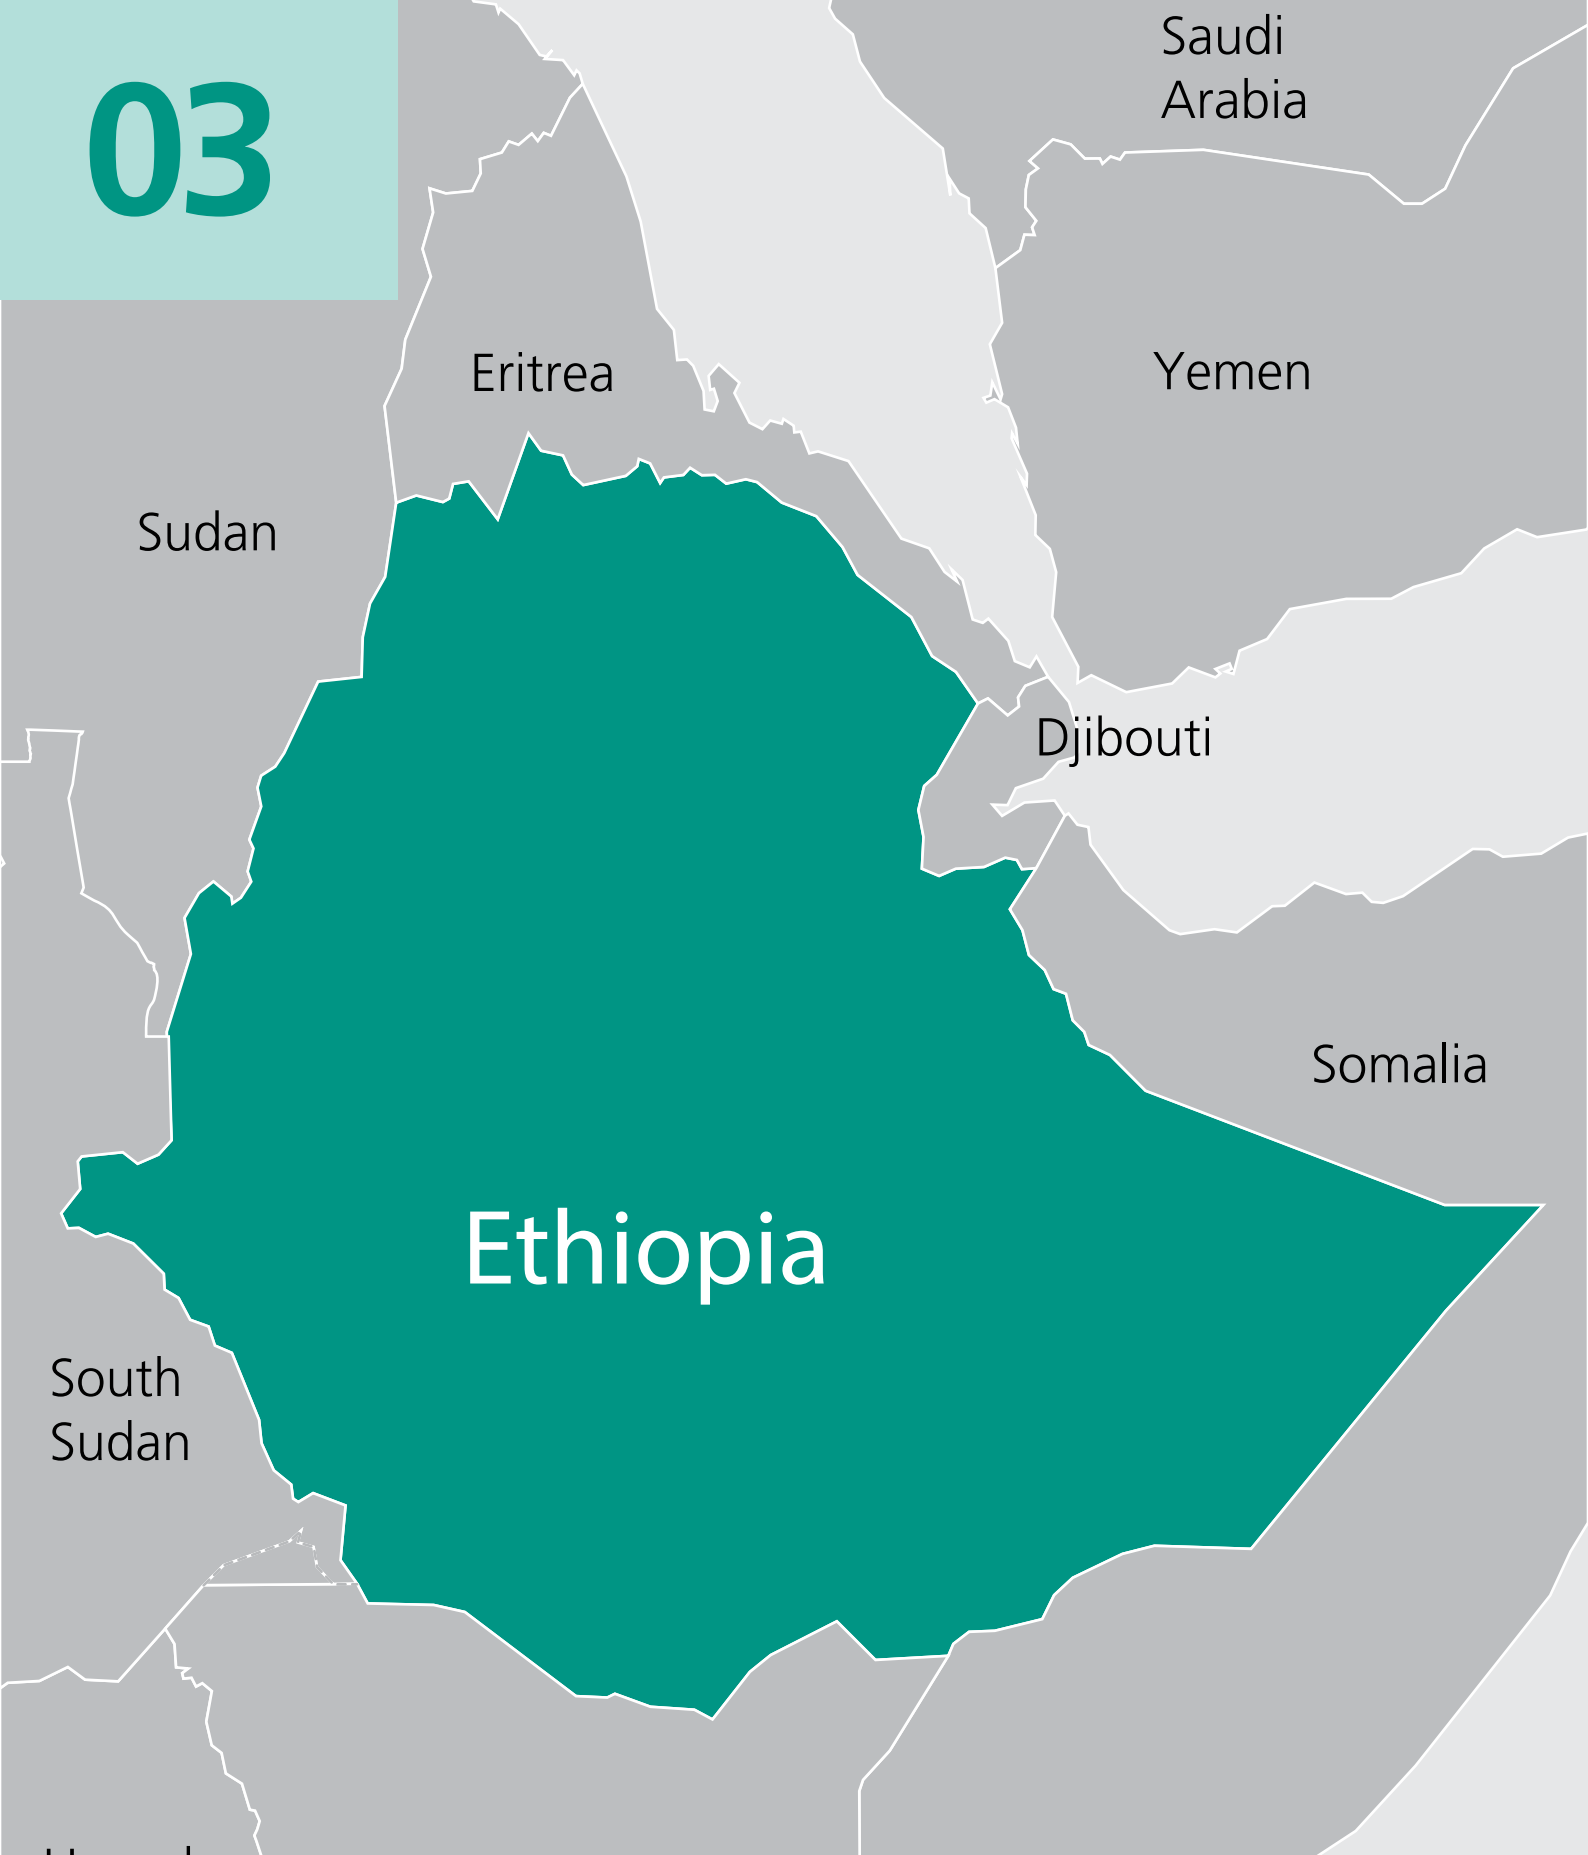 03
Saudi
Arabia
Eritrea
Yemen
Sudan
Djibouti
Somalia
Ethiopia
South
Sudan